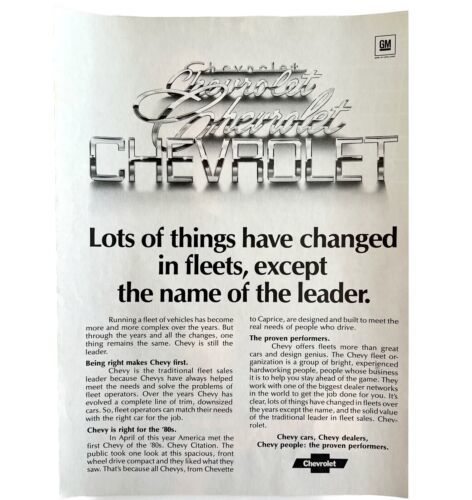 GM
Chevrolet
Chevrolet
Chevrolet
CHEVROLET
Lots of things have changed
in fleets, except
the name of the leader.
Running a fleet of vehicles has become
more and more complex over the years. But
through the years and all the changes, one
thing remains the same. Chevy is still the
leader.
Being right makes Chevy first.
Chevy is the traditional fleet sales
leader because Chevys have always helped
meet the needs and solve the problems of
fleet operators. Over the years Chevy has
evolved a complete line of trim, downsized
cars. So, fleet operators can match their needs
with the right car for the job.
Chevy is right for the '80s.
In April of this year America met the
first Chevy of the '80s. Chevy Citation. The
public took one look at this spacious, front
wheel drive compact and they liked what they
saw. That's because all Chevys, from Chevette
to Caprice, are designed and built to meet the
real needs of people who drive.
The proven performers.
Chevy offers fleets more than great
cars and design genius. The Chevy fleet or-
ganization is a group of bright, experienced
hardworking people, people whose business
it is to help you stay ahead of the game. They
work with one of the biggest dealer networks
in the world to get the job done for you. It's
clear, lots of things have changed in fleets over
the years except the name, and the solid value
of the traditional leader in fleet sales. Chev-
rolet.
Chevy cars, Chevy dealers,
Chevy people: the proven performers.
Chevrolet